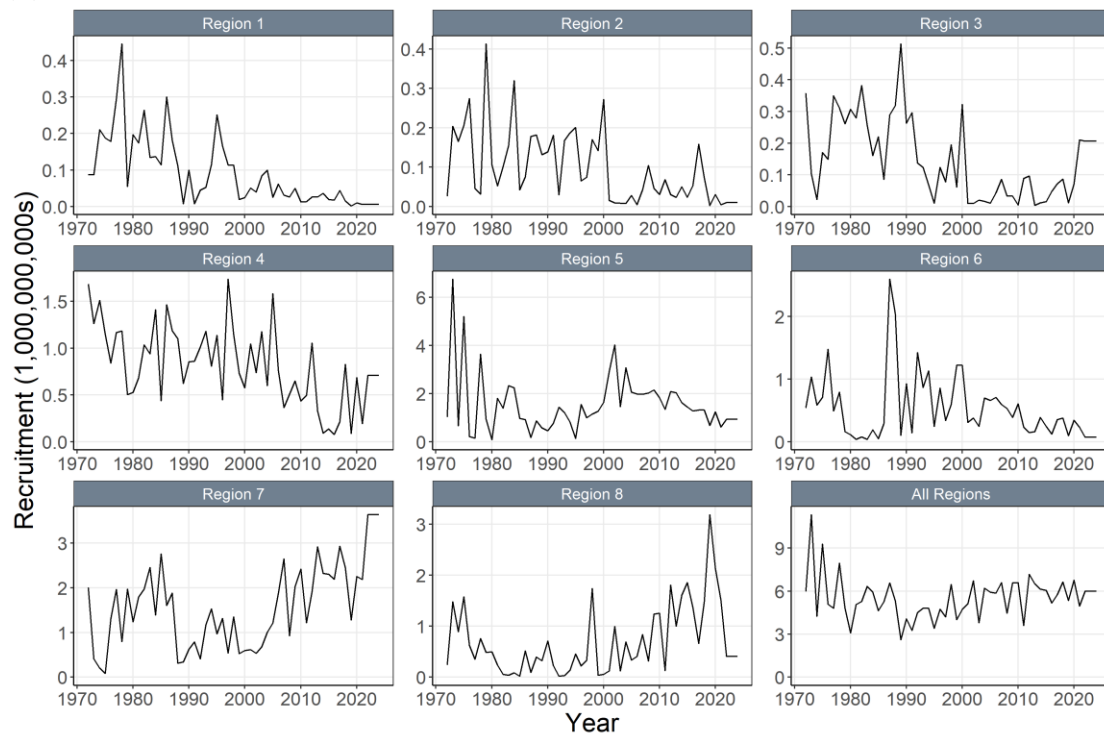 Region 1 Region 2 Region 3
0.4 0.3 0.2 0.1 0.0
0.4 0.3 0.2 0.1 0.0
0.5 0.4 0.3 0.2 0.1 0.0
1970 1980 1990 2000 2010 2020 1970 1980 1990 2000 2010 2020 1970 1980 1990 2000 2010 2020
Region 4 Region 5 Region 6
1.5 1.0 0.5 0.0
6 4 2 0
2 1 0
1970 1980 1990 2000 2010 2020 1970 1980 1990 2000 2010 2020 1970 1980 1990 2000 2010 2020
Region 7 Region 8 All Regions
3 2 1 0
3 2 1 0
9 6 3 0
1970 1980 1990 2000 2010 2020 1970 1980 1990 2000 2010 2020 1970 1980 1990 2000 2010 2020
Recruitment (1,000,000,000s)
Year